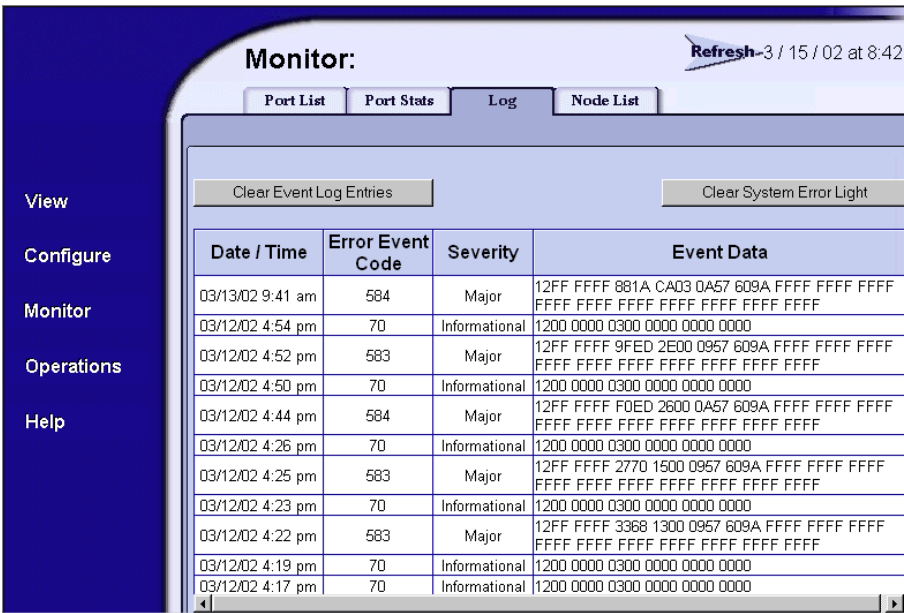 Monitor:
Refresh-3 / 15 / 02 at 8:42
Port List Port Stats Log Node List
View
Configure
Monitor
Operations
Help
Clear Event Log Entries Clear System Error Light
Date / Time Error Event Code Severity Event Data
03/13/02 9:41 am 584 Major 12FF FFFF 881A CA03 0A57 609A FFFF FFFF FFFF
FFFF FFFF FFFF FFFF FFFF FFFF FFFF
03/12/02 4:54 pm 70 Informational 1200 0000 0300 0000 0000 0000
03/12/02 4:52 pm 583 Major 12FF FFFF 9FED 2E00 0957 609A FFFF FFFF FFFF
FFFF FFFF FFFF FFFF FFFF FFFF FFFF
03/12/02 4:50 pm 70 Informational 1200 0000 0300 0000 0000 0000
03/12/02 4:44 pm 584 Major 12FF FFFF F0ED 2600 0A57 609A FFFF FFFF FFFF
FFFF FFFF FFFF FFFF FFFF FFFF FFFF
03/12/02 4:26 pm 70 Informational 1200 0000 0300 0000 0000 0000
03/12/02 4:25 pm 583 Major 12FF FFFF 2770 1500 0957 609A FFFF FFFF FFFF
FFFF FFFF FFFF FFFF FFFF FFFF FFFF
03/12/02 4:23 pm 70 Informational 1200 0000 0300 0000 0000 0000
03/12/02 4:22 pm 583 Major 12FF FFFF 3368 1300 0957 609A FFFF FFFF FFFF
FFFF FFFF FFFF FFFF FFFF FFFF FFFF
03/12/02 4:19 pm 70 Informational 1200 0000 0300 0000 0000 0000
03/12/02 4:17 pm 70 Informational 1200 0000 0300 0000 0000 0000